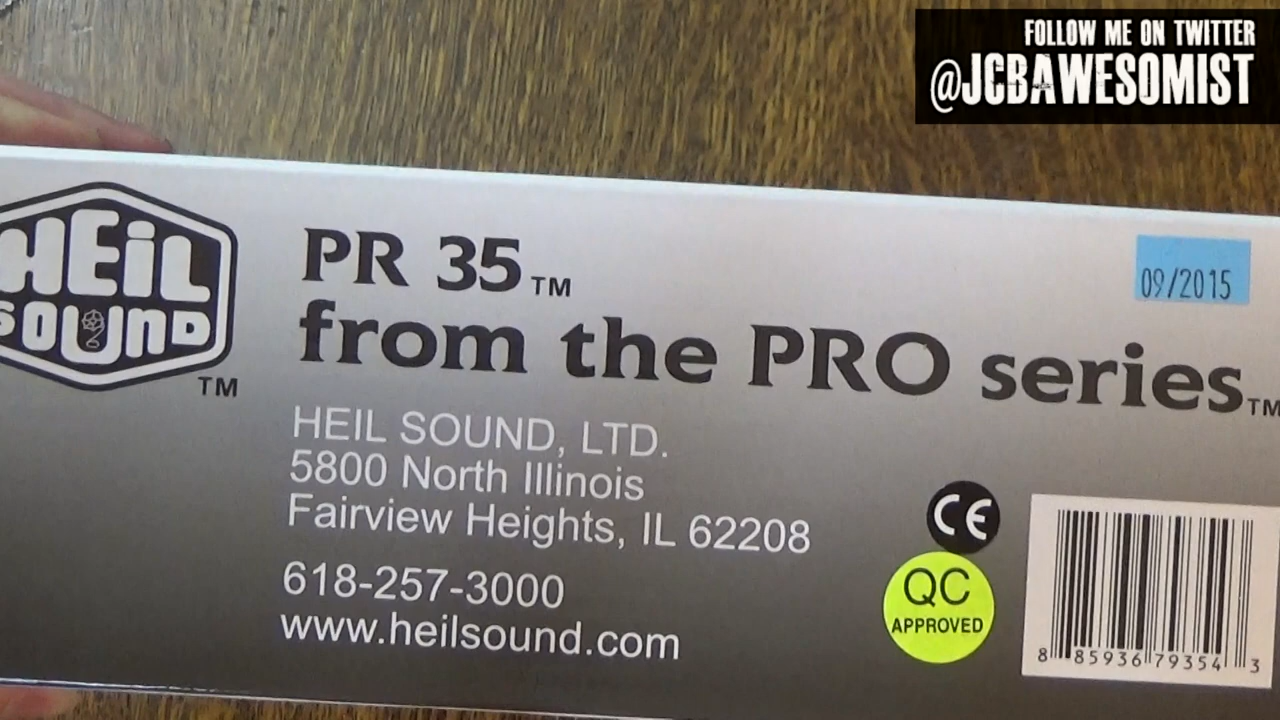 FOLLOW ME ON TWITTER
@JCBAWESOMIST
HEiL
SOUND
TM
PR 35TM
from the PRO seriesTM
09/2015
HEIL SOUND, LTD.
5800 North Illinois
Fairview Heights, IL 62208
618-257-3000
www.heilsound.com
CE
QC
APPROVED
8 85936 79354 3